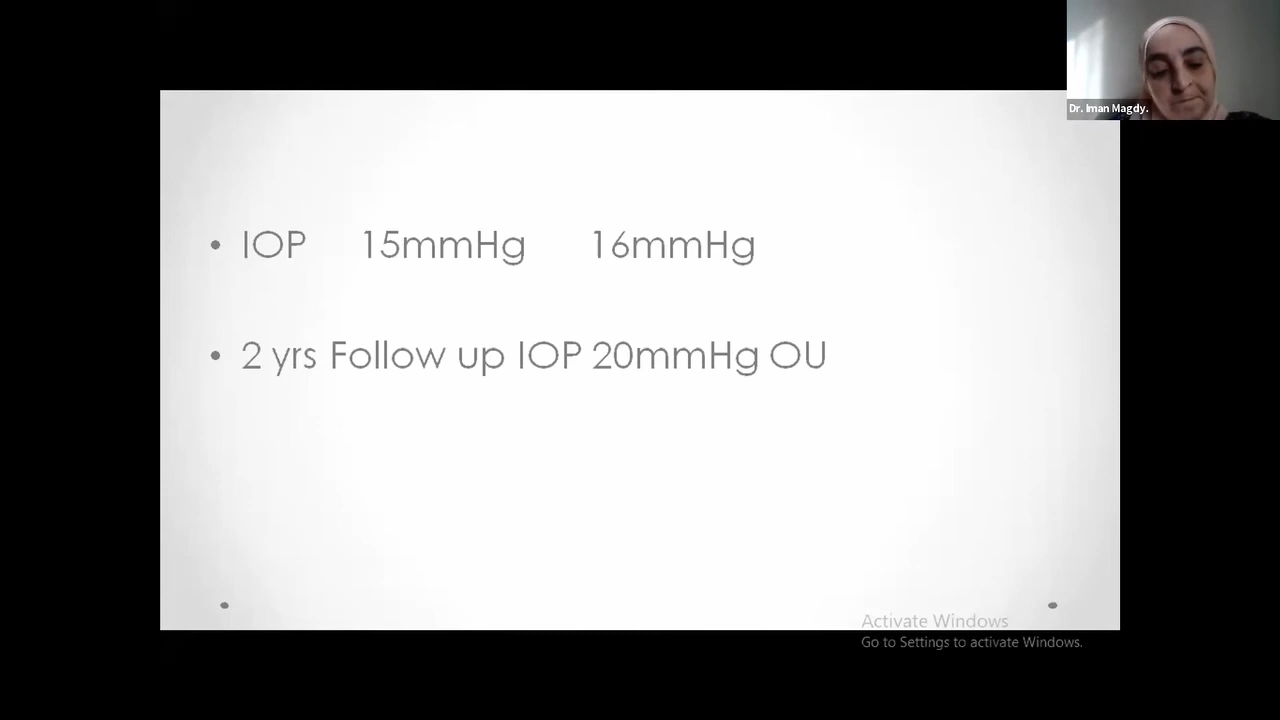 Dr. Iman Magdy.
• IOP 15mmHg 16mmHg
• 2 yrs Follow up IOP 20mmHg OU
Activate Windows
Go to Settings to activate Windows.